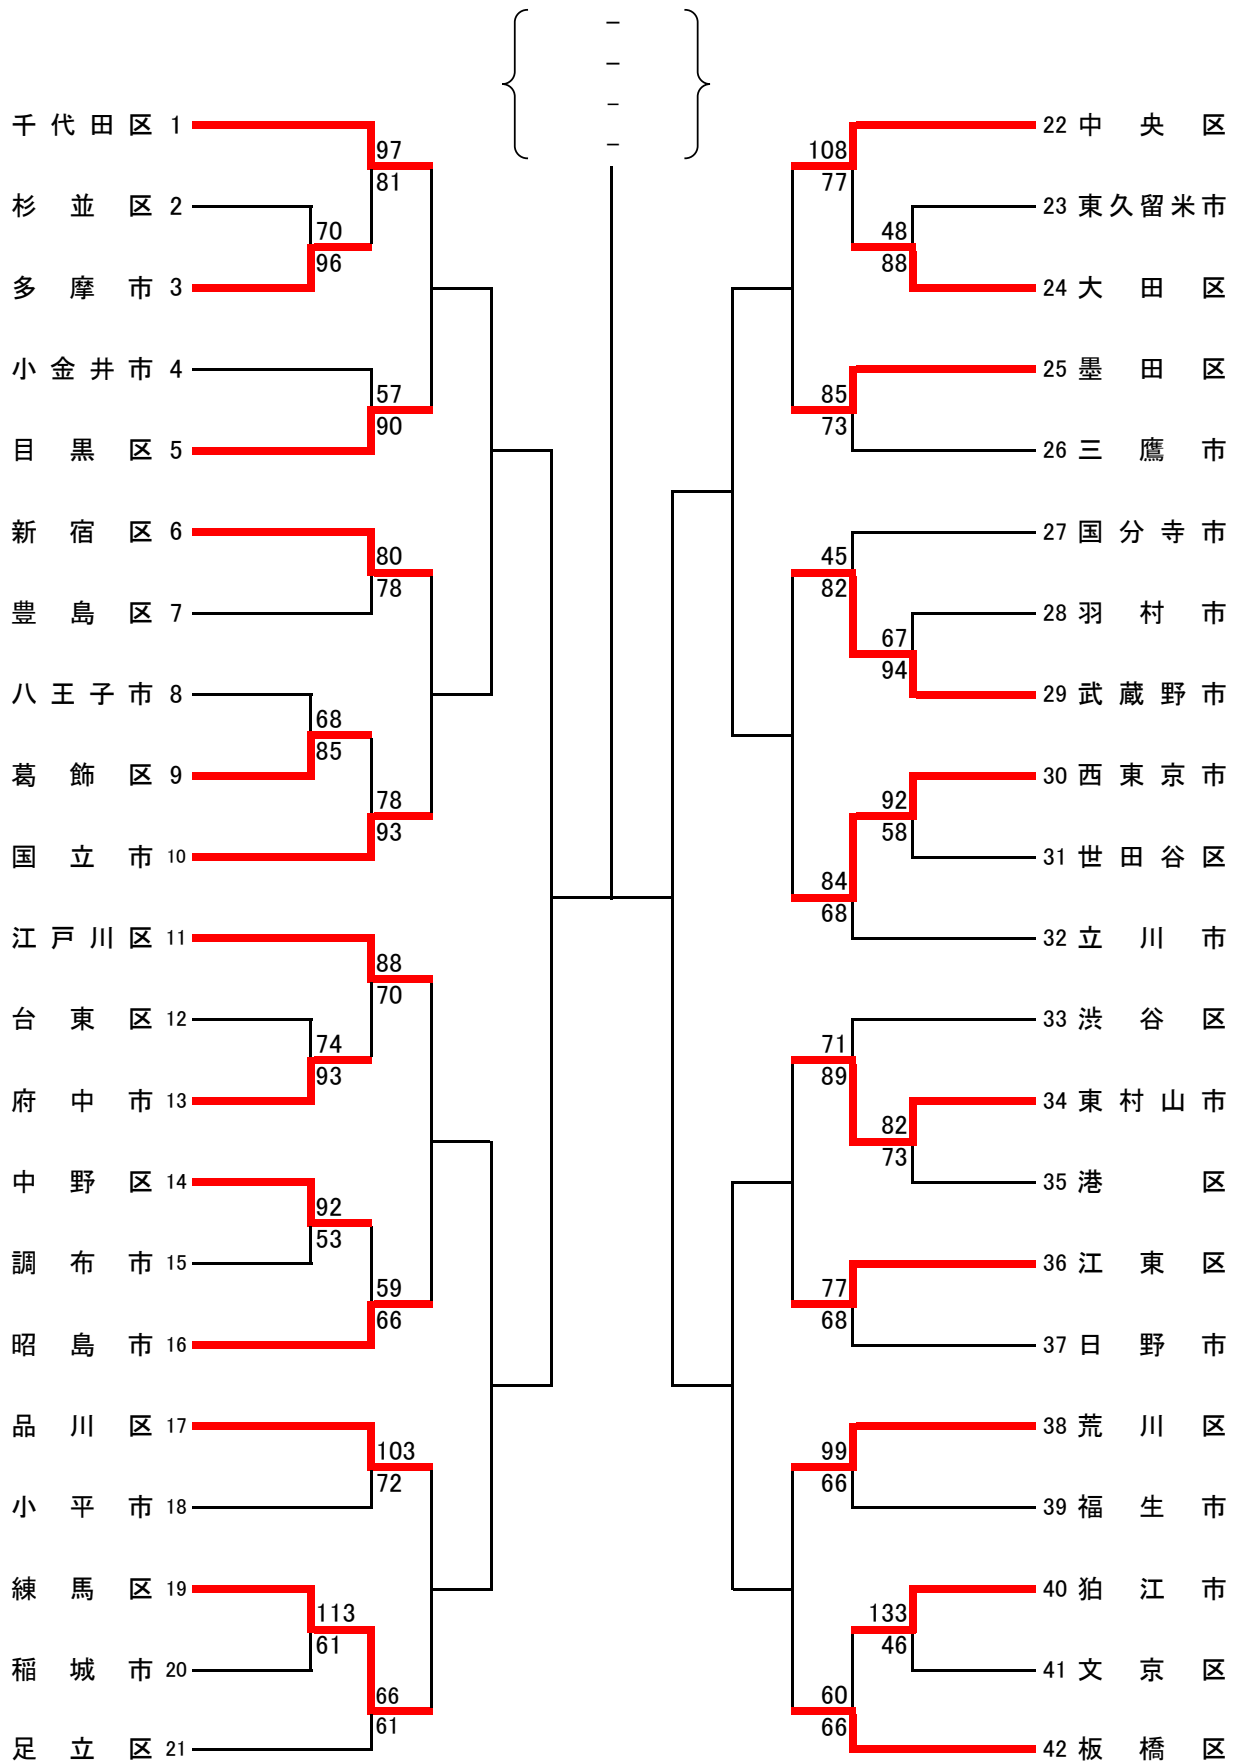 －
－
－
－
千代田区 1
97
81
杉並区 2
70
96
多摩市 3
小金井市 4
57
90
目黒区 5
新宿区 6
80
78
豊島区 7
八王子市 8
68
85
葛飾区 9
78
93
国立市 10
江戸川区 11
88
70
台東区 12
74
93
府中市 13
中野区 14
92
53
調布市 15
59
66
昭島市 16
品川区 17
103
72
小平市 18
練馬区 19
113
61
稲城市 20
66
61
足立区 21
22 中央区
108
77
23 東久留米市
48
88
24 大田区
25 墨田区
85
73
26 三鷹市
27 国分寺市
45
82
28 羽村市
67
94
29 武蔵野市
30 西東京市
92
58
31 世田谷区
84
68
32 立川市
33 渋谷区
71
89
34 東村山市
82
73
35 港区
36 江東区
77
68
37 日野市
38 荒川区
99
66
39 福生市
40 狛江市
133
46
41 文京区
60
66
42 板橋区